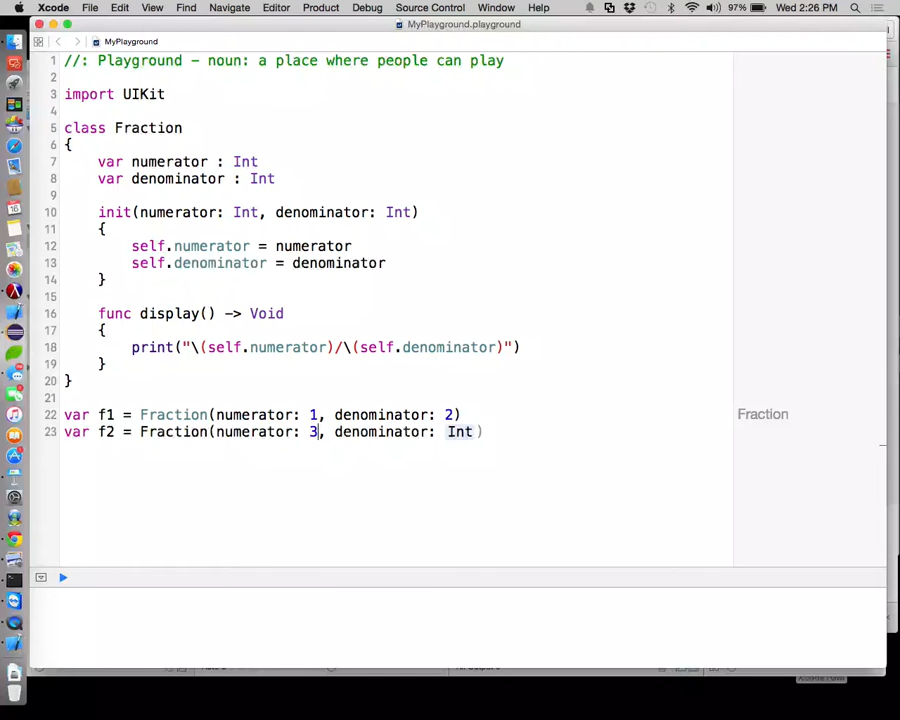 Xcode File Edit View Find Navigate Editor Product Debug Source Control Window Help 97% Wed 2:26 PM
MyPlayground.playground
MyPlayground
1 //: Playground – noun: a place where people can play
2
3 import UIKit
4
5 class Fraction
6 {
7 var numerator : Int
8 var denominator : Int
9
10 init(numerator: Int, denominator: Int)
11 {
12 self.numerator = numerator
13 self.denominator = denominator
14 }
15
16 func display() -> Void
17 {
18 print("\(self.numerator)/\(self.denominator)")
19 }
20 }
21
22 var f1 = Fraction(numerator: 1, denominator: 2) Fraction
23 var f2 = Fraction(numerator: 3, denominator: Int)